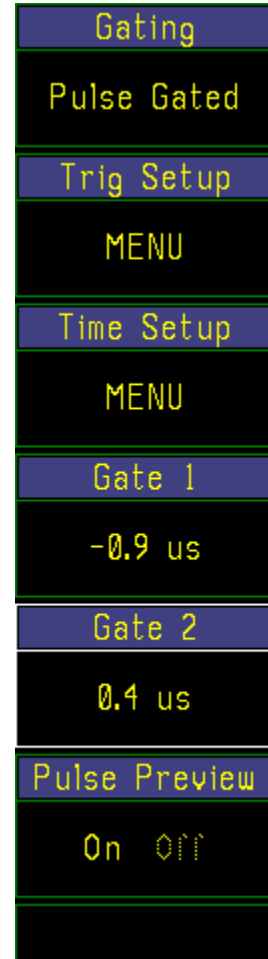 Gating
Pulse Gated
Trig Setup
MENU
Time Setup
MENU
Gate 1
-0.9 us
Gate 2
0.4 us
Pulse Preview
On Off